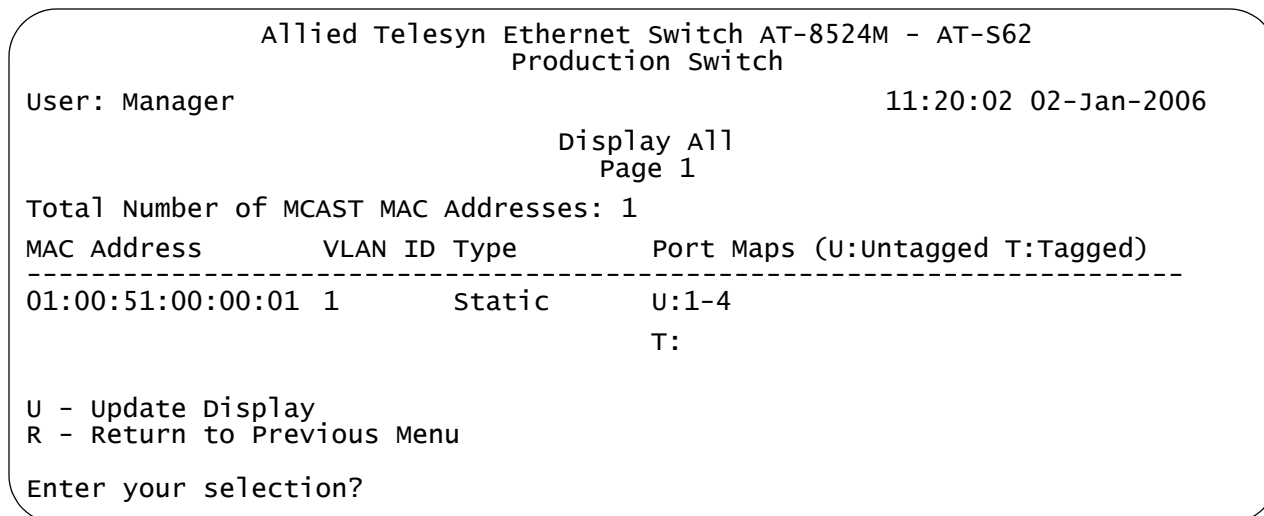 Allied Telesyn Ethernet Switch AT-8524M - AT-S62
Production Switch
User: Manager 11:20:02 02-Jan-2006
Display All
Page 1
Total Number of MCAST MAC Addresses: 1
MAC Address VLAN ID Type Port Maps (U:Untagged T:Tagged)
------------------------------------------------------------------------
01:00:51:00:00:01 1 Static U:1-4
T:
U - Update Display
R - Return to Previous Menu
Enter your selection?